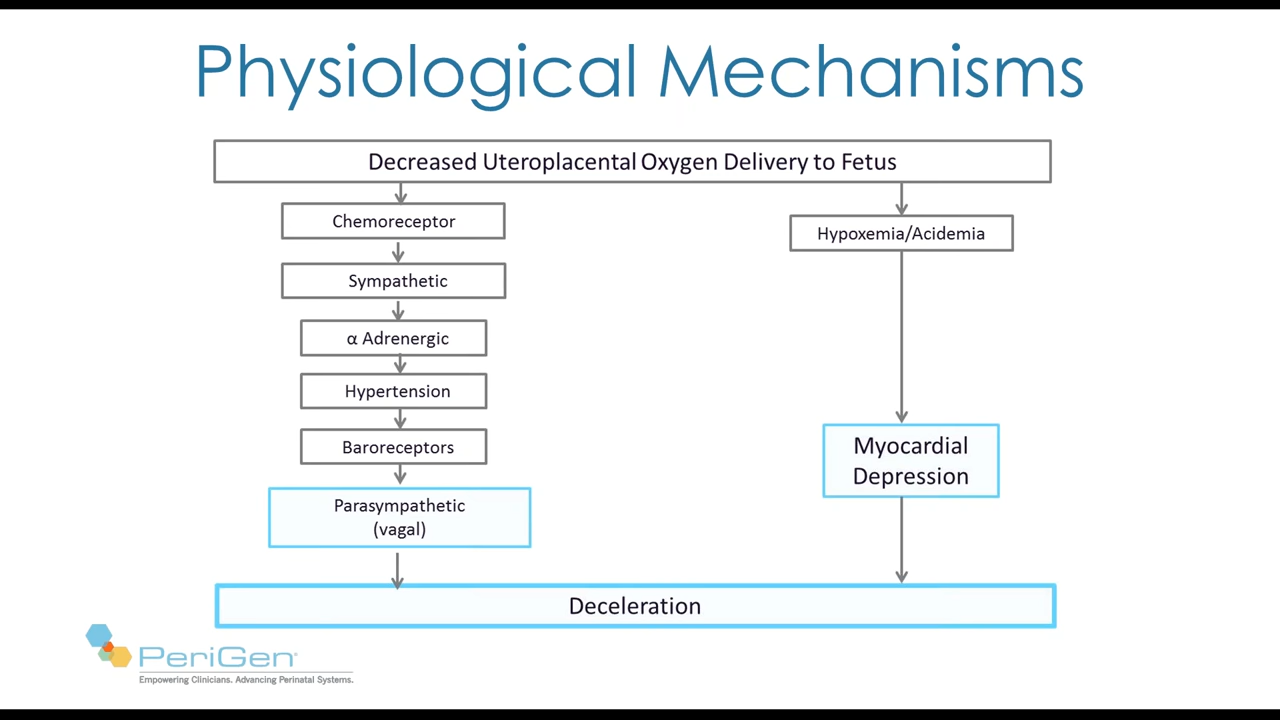 Physiological Mechanisms
Decreased Uteroplacental Oxygen Delivery to Fetus
Chemoreceptor
Sympathetic
α Adrenergic
Hypertension
Baroreceptors
Parasympathetic
(vagal)
Hypoxemia/Acidemia
Myocardial
Depression
Deceleration
PeriGen®
Empowering Clinicians. Advancing Perinatal Systems.